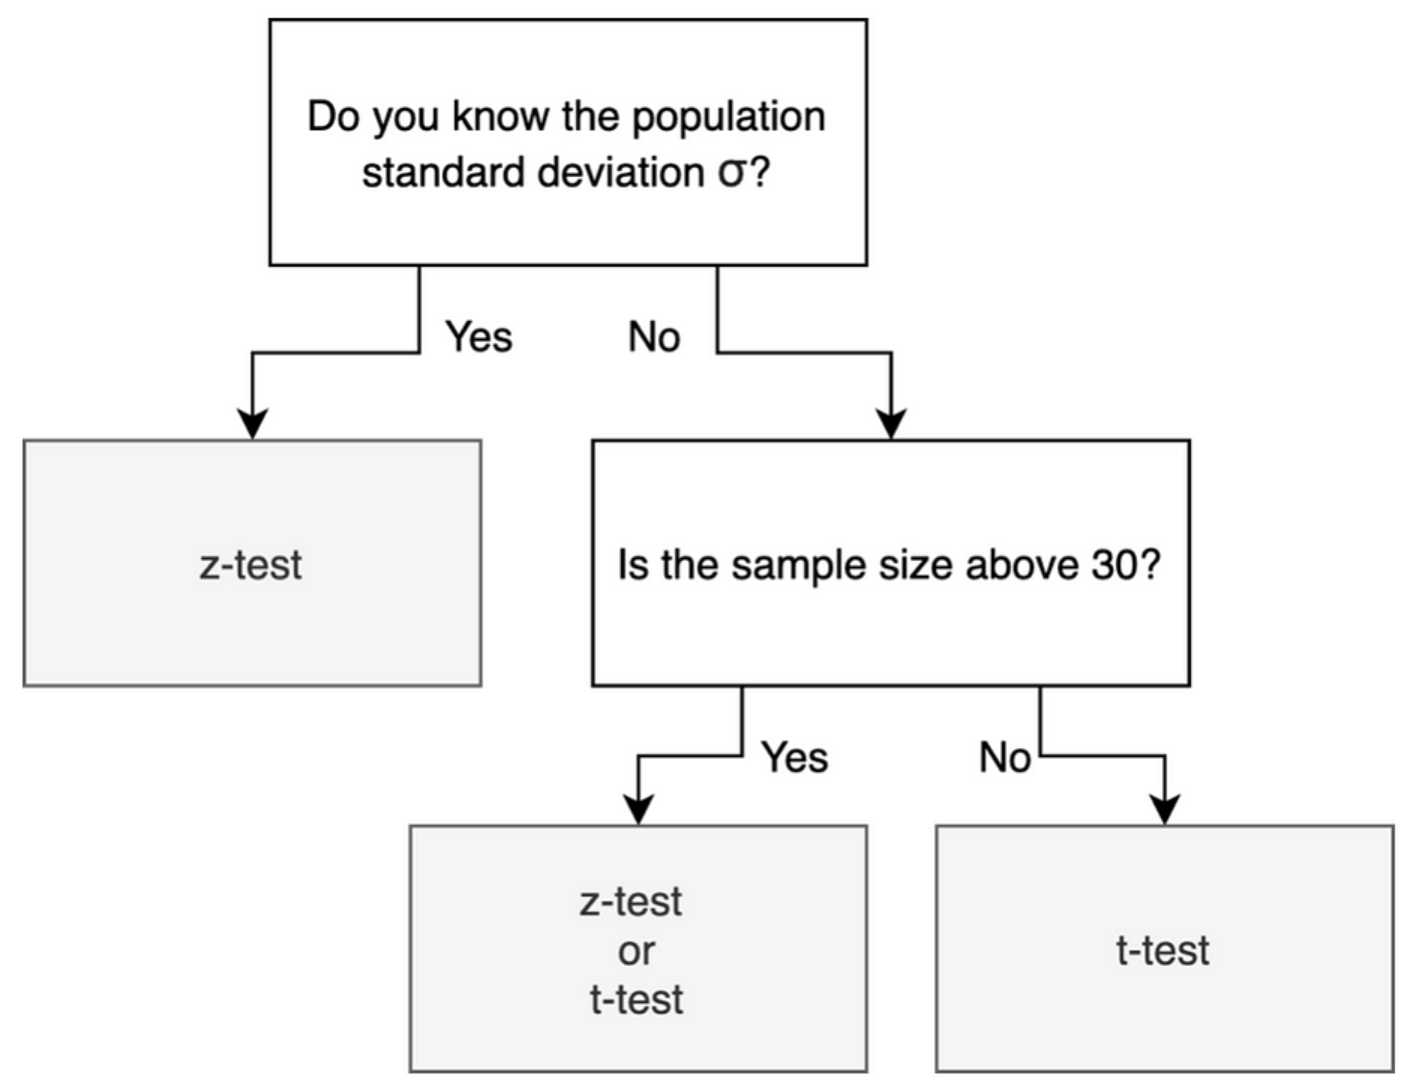 Do you know the population
standard deviation σ?
Yes
No
z-test
Is the sample size above 30?
Yes
No
z-test
or
t-test
t-test